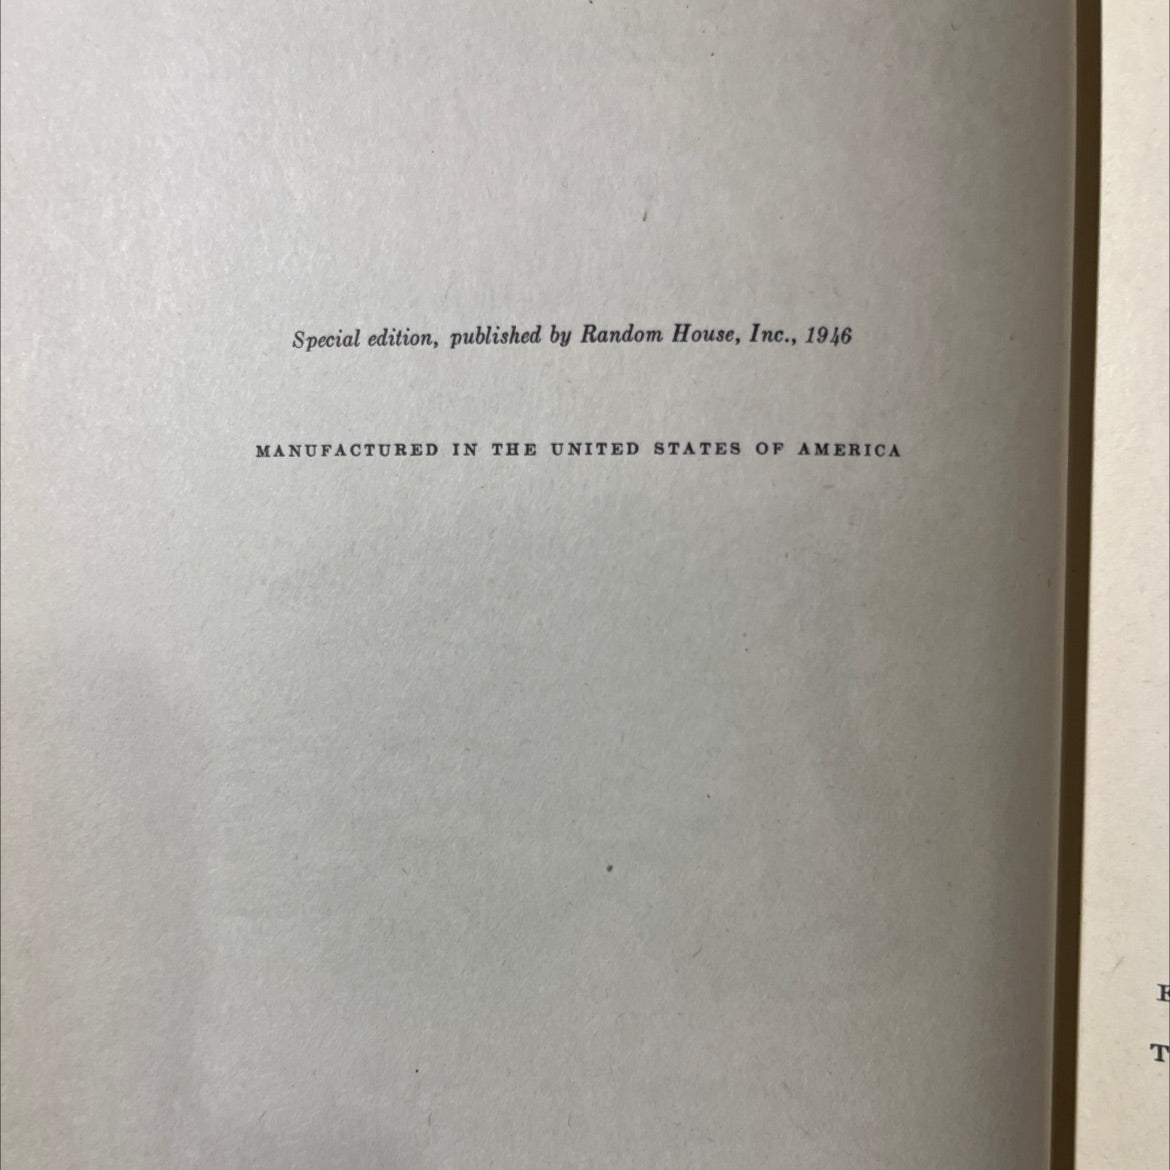 Special edition, published by Random House, Inc., 1946
MANUFACTURED IN THE UNITED STATES OF AMERICA